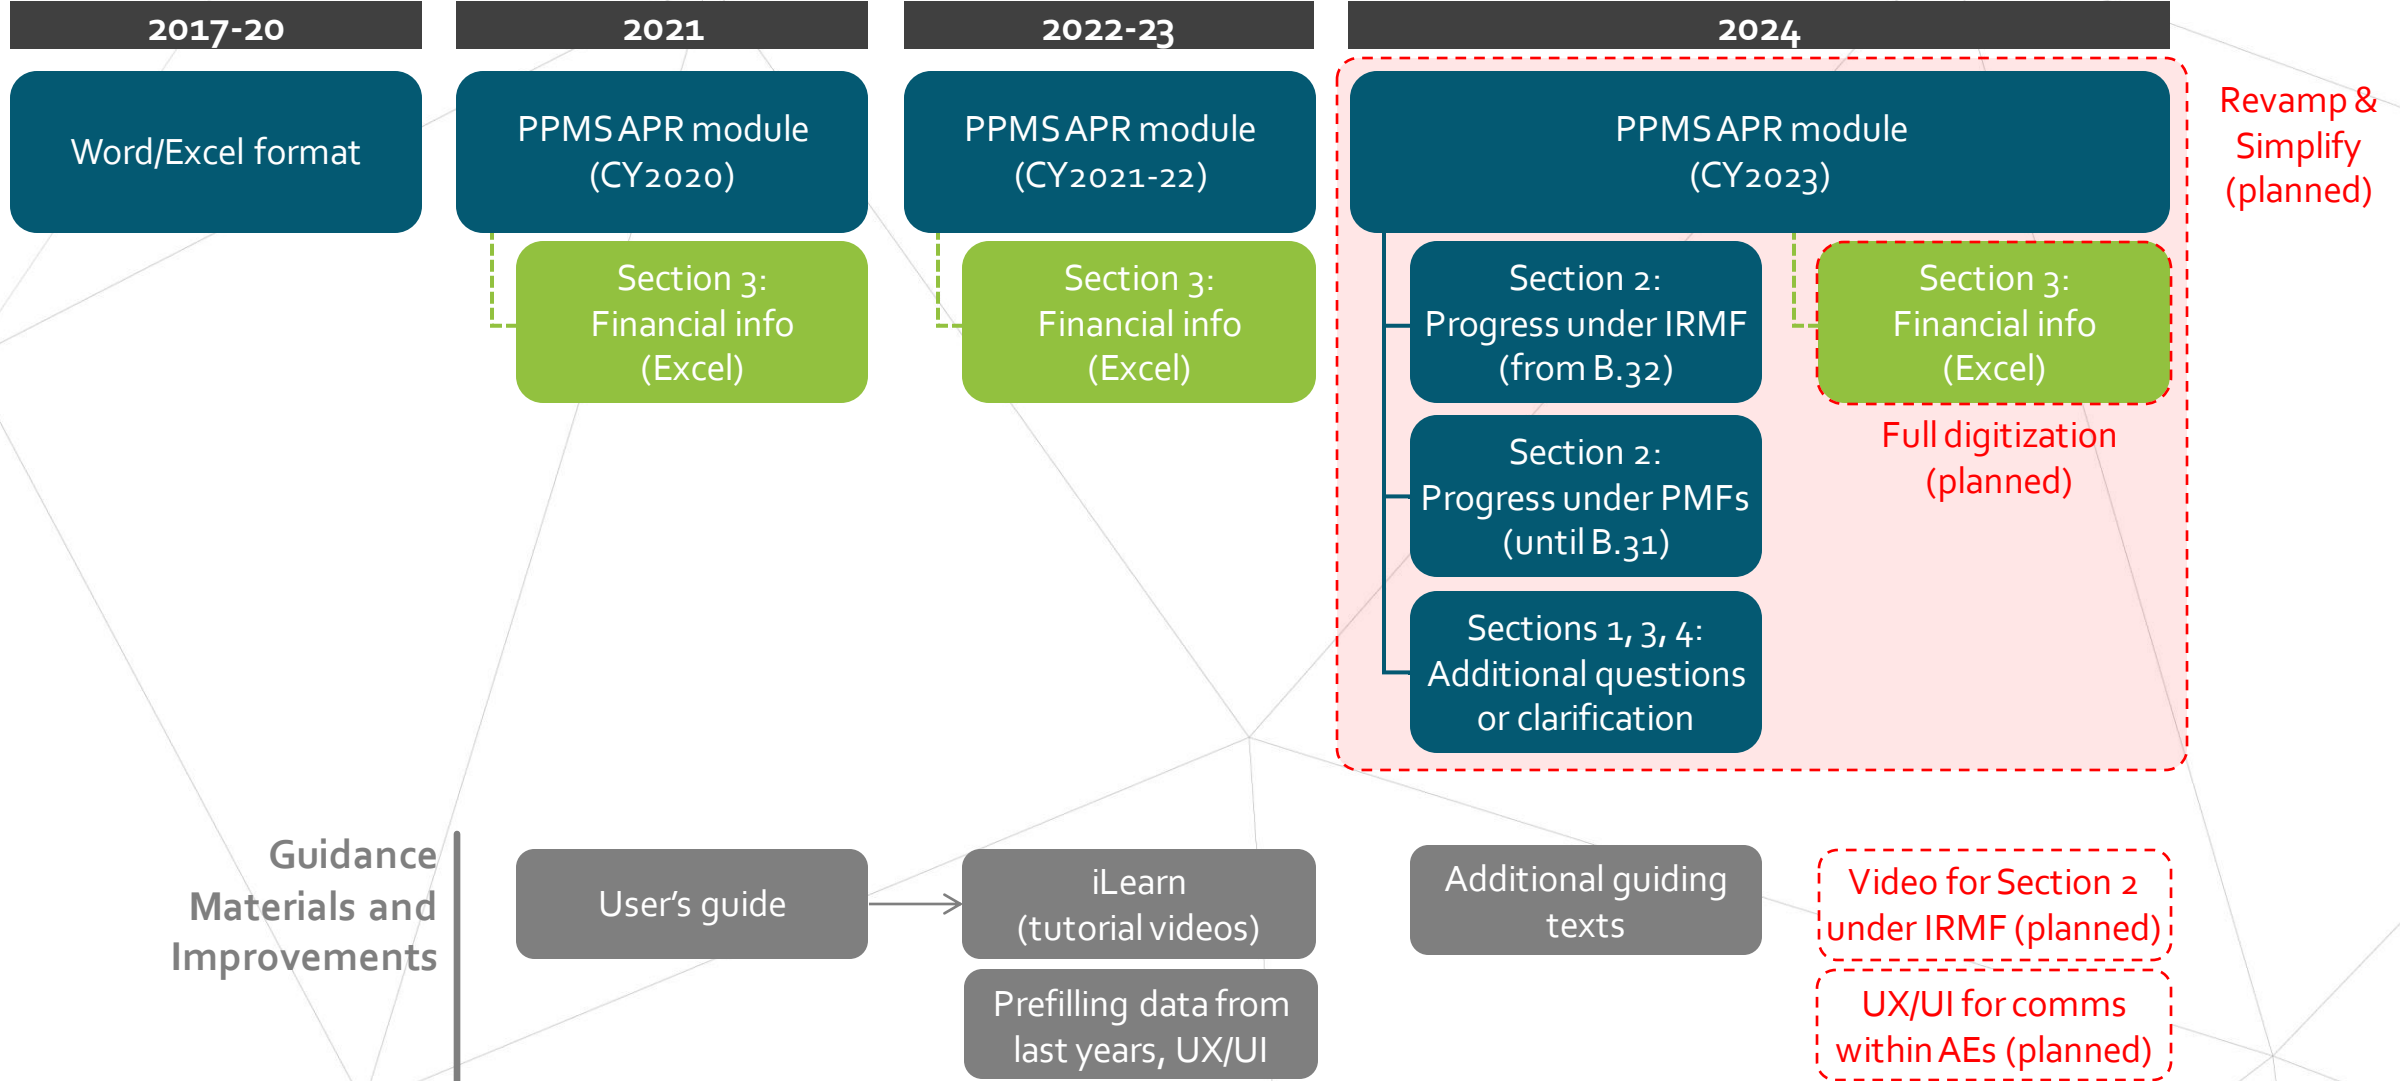 2017-20
2021
2022-23
2024
Word/Excel format
PPMS APR module
(CY2020)
PPMS APR module
(CY2021-22)
PPMS APR module
(CY2023)
Revamp &
Simplify
(planned)
Section 3:
Financial info
(Excel)
Section 3:
Financial info
(Excel)
Section 2:
Progress under IRMF
(from B.32)
Section 3:
Financial info
(Excel)
Full digitization
(planned)
Section 2:
Progress under PMFs
(until B.31)
Sections 1, 3, 4:
Additional questions
or clarification
Guidance
Materials and
Improvements
User's guide
iLearn
(tutorial videos)
Additional guiding
texts
Video for Section 2
under IRMF (planned)
Prefilling data from
last years, UX/UI
UX/UI for comms
within AEs (planned)